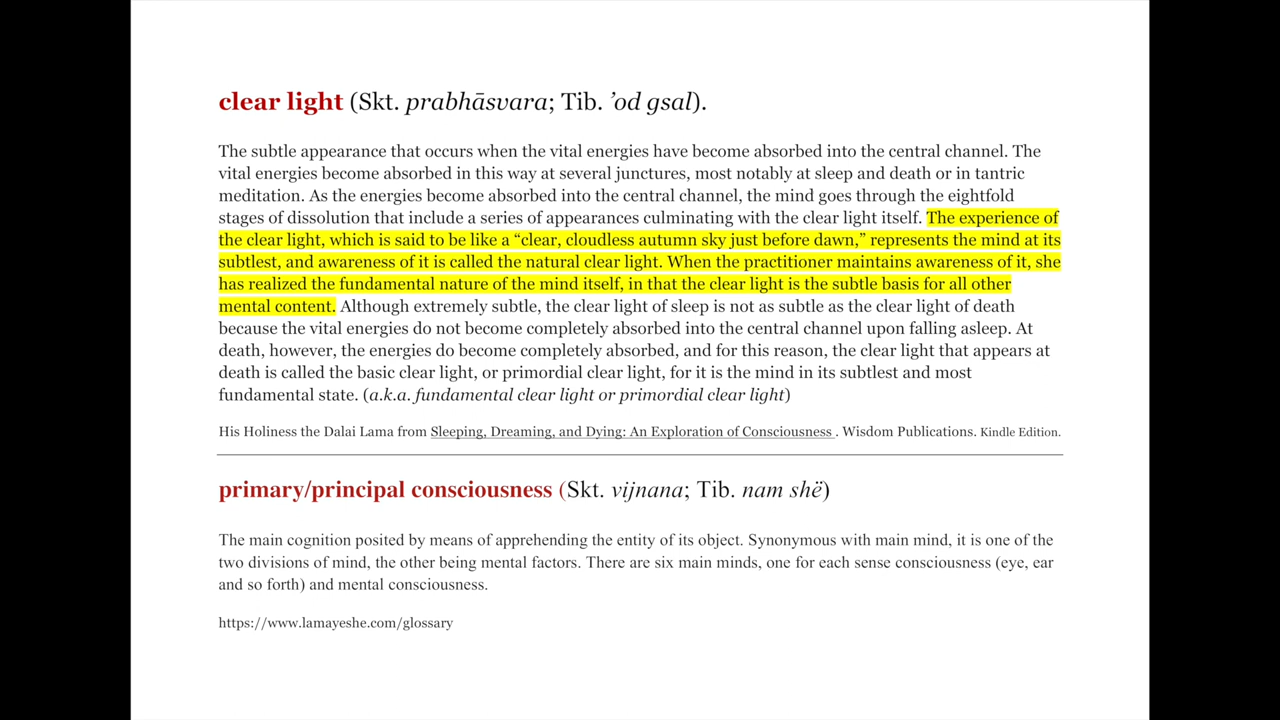 clear light (Skt. prabhāsvara; Tib. ’od gsal).
The subtle appearance that occurs when the vital energies have become absorbed into the central channel. The
vital energies become absorbed in this way at several junctures, most notably at sleep and death or in tantric
meditation. As the energies become absorbed into the central channel, the mind goes through the eightfold
stages of dissolution that include a series of appearances culminating with the clear light itself. The experience of
the clear light, which is said to be like a “clear, cloudless autumn sky just before dawn,” represents the mind at its
subtlest, and awareness of it is called the natural clear light. When the practitioner maintains awareness of it, she
has realized the fundamental nature of the mind itself, in that the clear light is the subtle basis for all other
mental content. Although extremely subtle, the clear light of sleep is not as subtle as the clear light of death
because the vital energies do not become completely absorbed into the central channel upon falling asleep. At
death, however, the energies do become completely absorbed, and for this reason, the clear light that appears at
death is called the basic clear light, or primordial clear light, for it is the mind in its subtlest and most
fundamental state. (a.k.a. fundamental clear light or primordial clear light)
His Holiness the Dalai Lama from Sleeping, Dreaming, and Dying: An Exploration of Consciousness . Wisdom Publications. Kindle Edition.
primary/principal consciousness (Skt. vijnana; Tib. nam shë)
The main cognition posited by means of apprehending the entity of its object. Synonymous with main mind, it is one of the
two divisions of mind, the other being mental factors. There are six main minds, one for each sense consciousness (eye, ear
and so forth) and mental consciousness.
https://www.lamayeshe.com/glossary